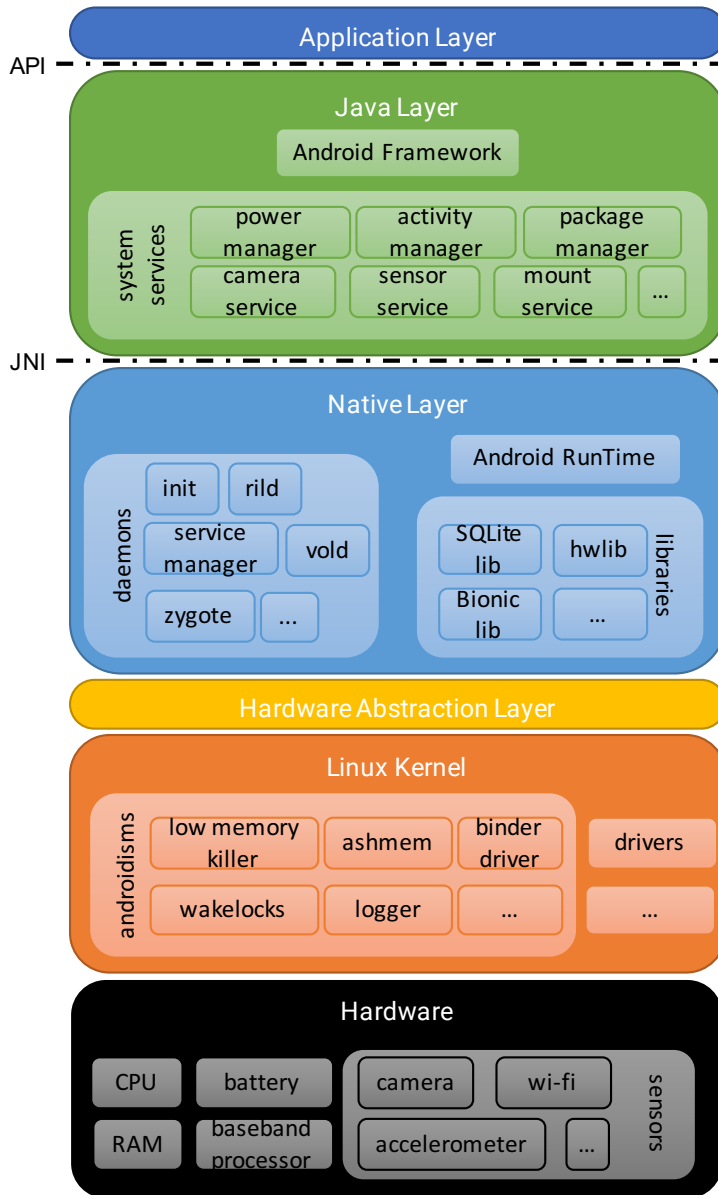 Application Layer
API
Java Layer
Android Framework
system
services
power
manager
activity
manager
package
manager
camera
service
sensor
service
mount
service
...
JNI
Native Layer
Android RunTime
daemons
init
rild
service
manager
vold
zygote
...
SQLite
lib
hwlib
Bionic
lib
...
libraries
Hardware Abstraction Layer
Linux Kernel
androidisms
low memory
killer
ashmem
binder
driver
drivers
wakelocks
logger
...
...
Hardware
CPU
battery
camera
wi-fi
RAM
baseband
processor
accelerometer
...
sensors